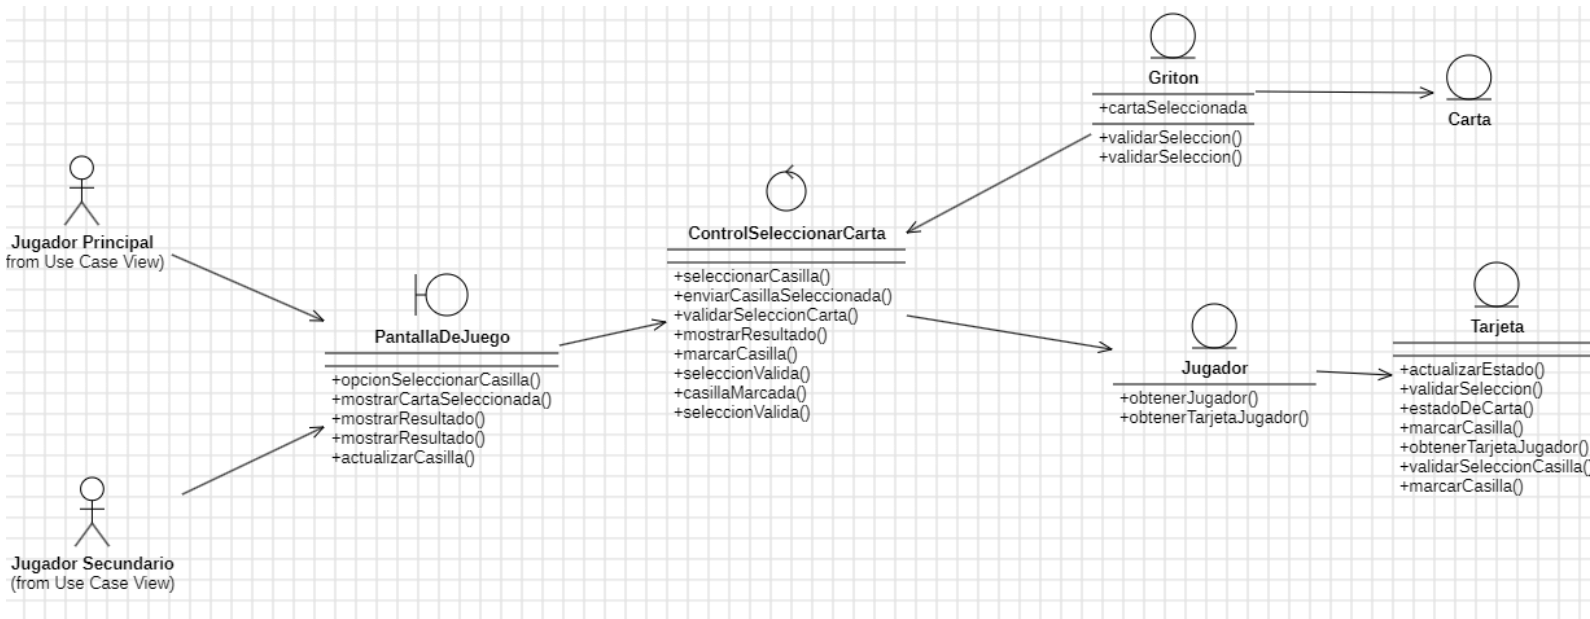 Jugador Principal
from Use Case View)
Jugador Secundario
(from Use Case View)
PantallaDeJuego
+opcionSeleccionarCasilla()
+mostrarCartaSeleccionada()
+mostrarResultado()
+mostrarResultado()
+actualizarCasilla()
ControlSeleccionarCarta
+seleccionarCasilla()
+enviarCasillaSeleccionada()
+validarSeleccionCarta()
+mostrarResultado()
+marcarCasilla()
+seleccionValida()
+casillaMarcada()
+seleccionValida()
Griton
+cartaSeleccionada
+validarSeleccion()
+validarSeleccion()
Carta
Jugador
+obtenerJugador()
+obtenerTarjetaJugador()
Tarjeta
+actualizarEstado()
+validarSeleccion()
+estadoDeCarta()
+marcarCasilla()
+obtenerTarjetaJugador()
+validarSeleccionCasilla()
+marcarCasilla()